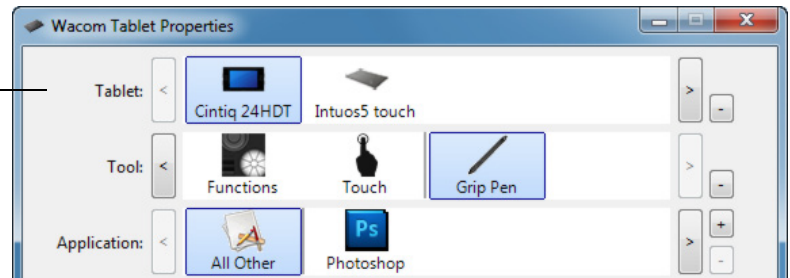 Wacom Tablet Properties
Tablet: < Cintiq 24HDT Intuos5 touch > -
Tool: < Functions Touch Grip Pen > -
Application: < All Other Ps Photoshop > + -